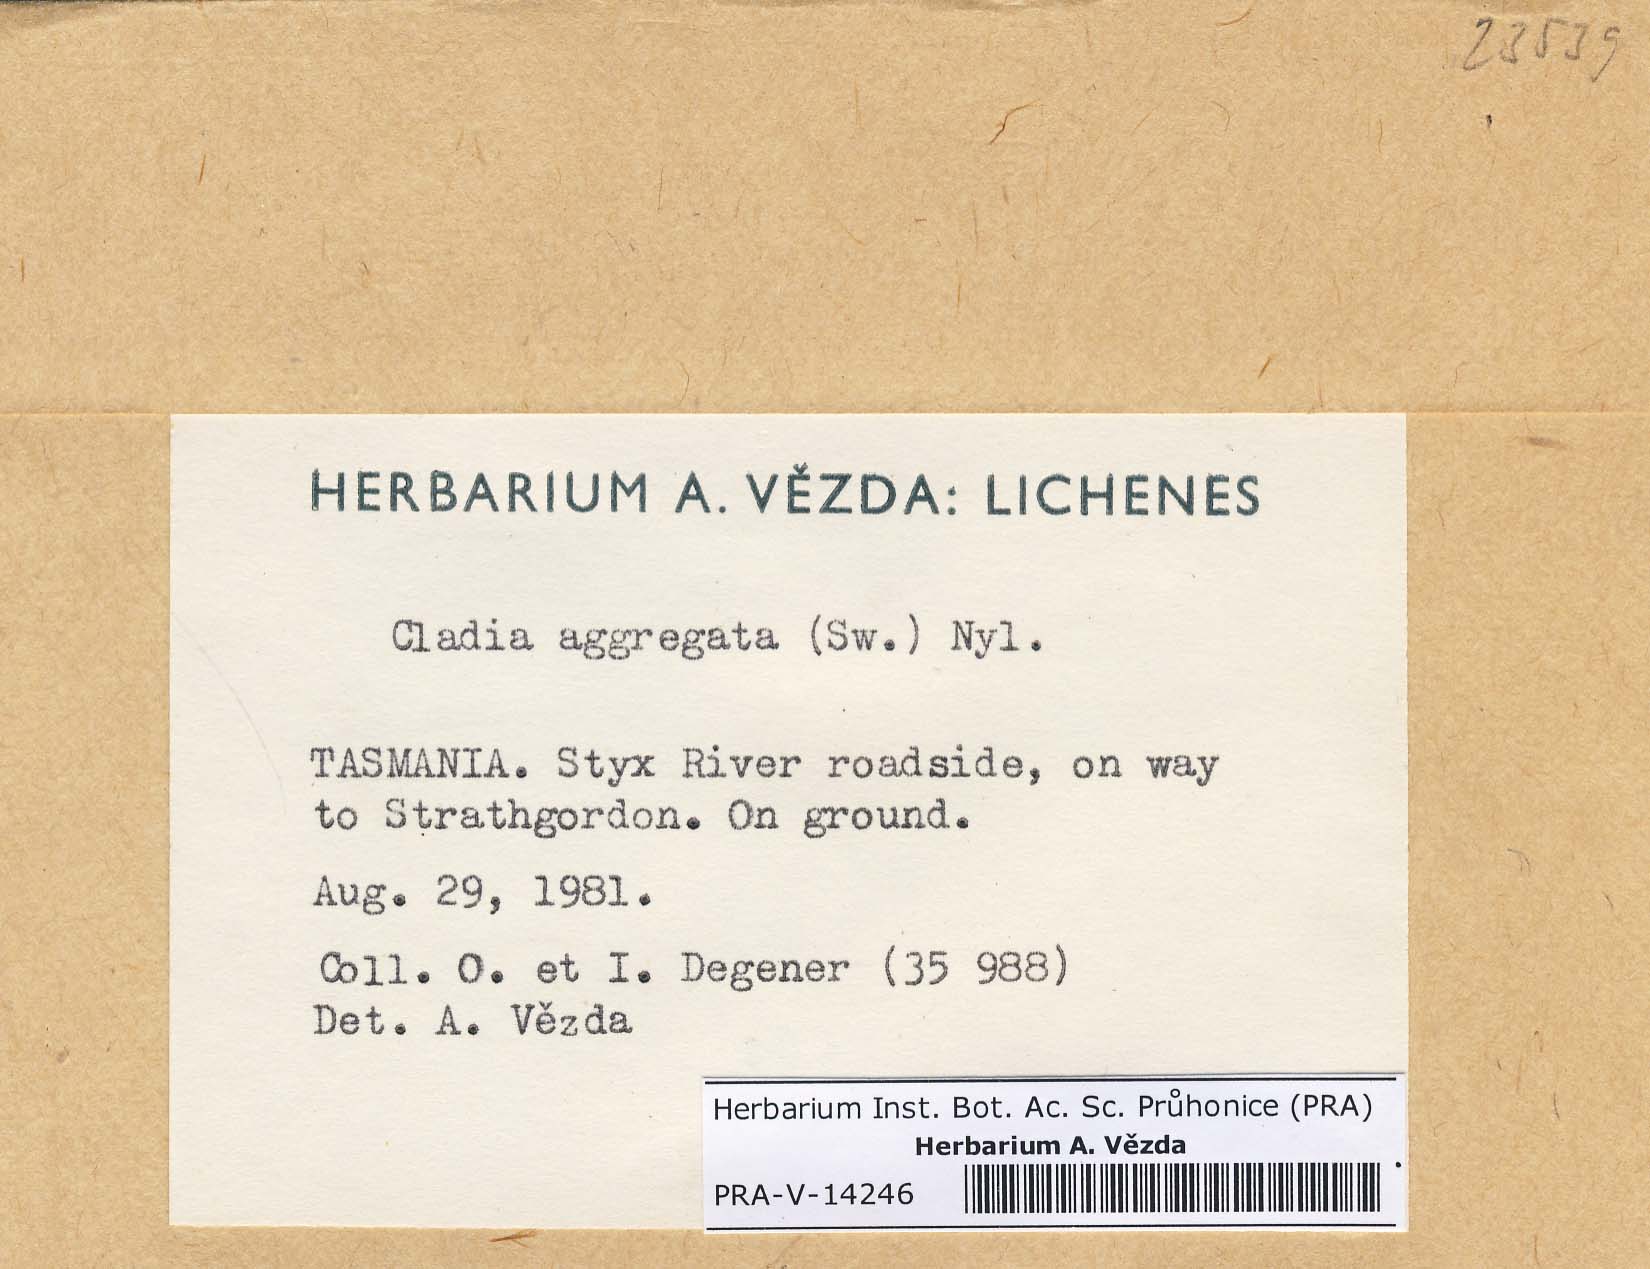 23539
HERBARIUM A. VĚZDA: LICHENES
Cladia aggregata (Sw.) Nyl.
TASMANIA. Styx River roadside, on way
to Strathgordon. On ground.
Aug. 29, 1981.
Coll. O. et I. Degener (35 988)
Det. A. Vězda
Herbarium Inst. Bot. Ac. Sc. Průhonice (PRA)
Herbarium A. Vězda
PRA-V-14246